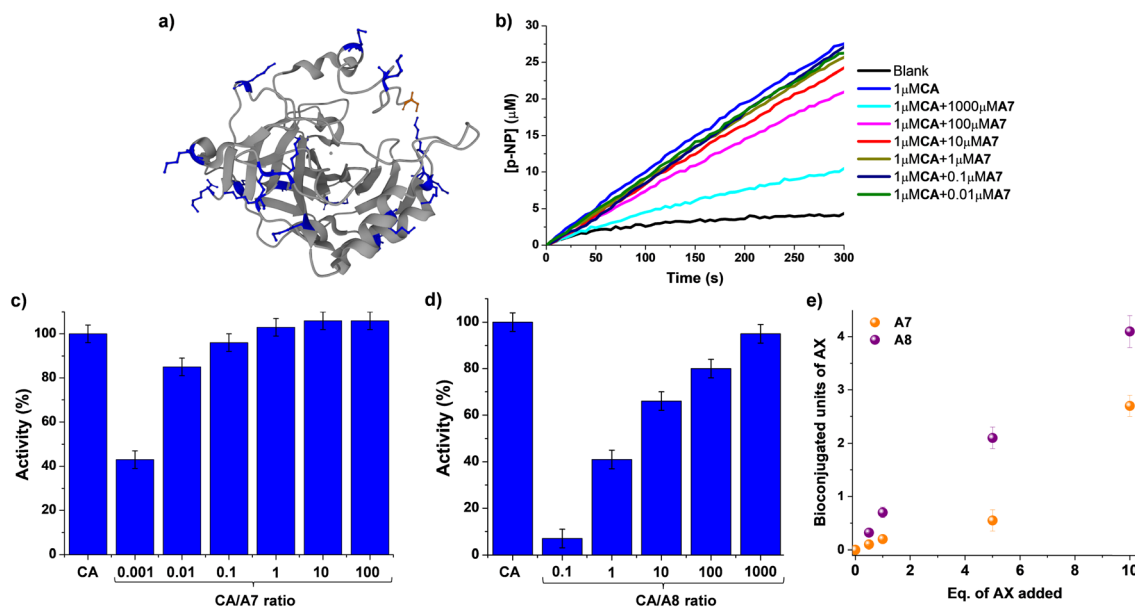 a)
b)
30
25
20
15
10
5
0
[p-NP] (µM)
0 50 100 150 200 250 300
Time (s)
Blank
1µMCA
1µMCA+1000µMA7
1µMCA+100µMA7
1µMCA+10µMA7
1µMCA+1µMA7
1µMCA+0.1µMA7
1µMCA+0.01µMA7
c)
100
80
60
40
20
0
Activity (%)
CA 0.001 0.01 0.1 1 10 100
CA/A7 ratio
d)
100
80
60
40
20
0
Activity (%)
CA 0.1 1 10 100 1000
CA/A8 ratio
e)
A7
A8
4
3
2
1
0
Bioconjugated units of AX
0 2 4 6 8 10
Eq. of AX added